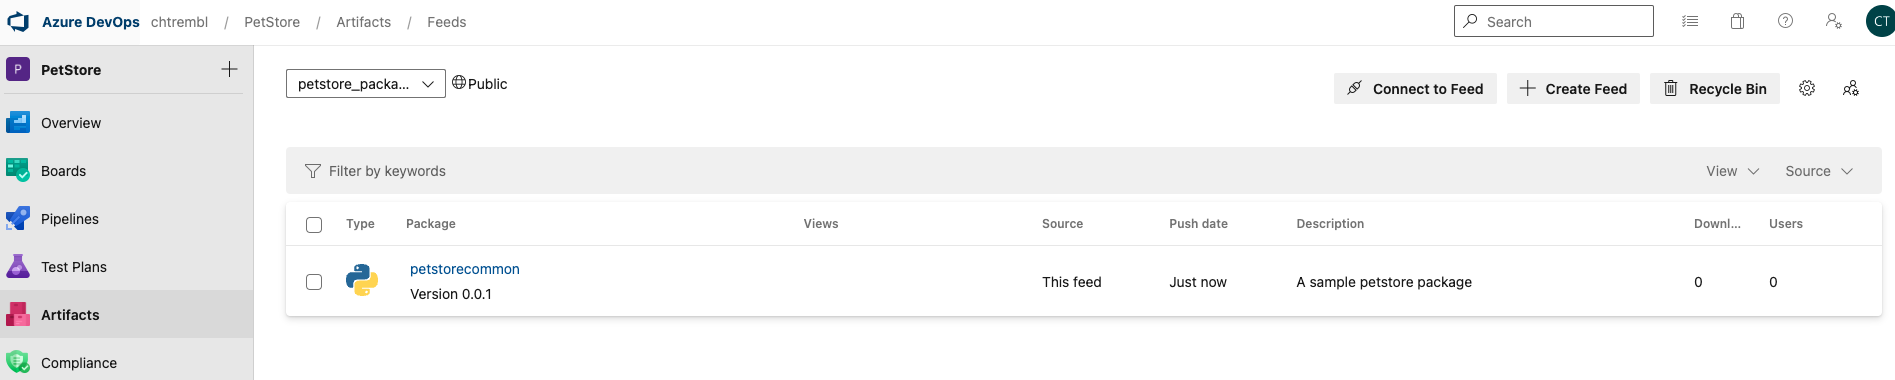 Azure DevOps chtrembl / PetStore / Artifacts / Feeds
Search
CT
P PetStore
Overview
Boards
Pipelines
Test Plans
Artifacts
Compliance
petstore_packa... Public
Connect to Feed Create Feed Recycle Bin
Filter by keywords View Source
Type Package Views Source Push date Description Downl... Users
petstorecommon
Version 0.0.1
This feed Just now A sample petstore package 0 0